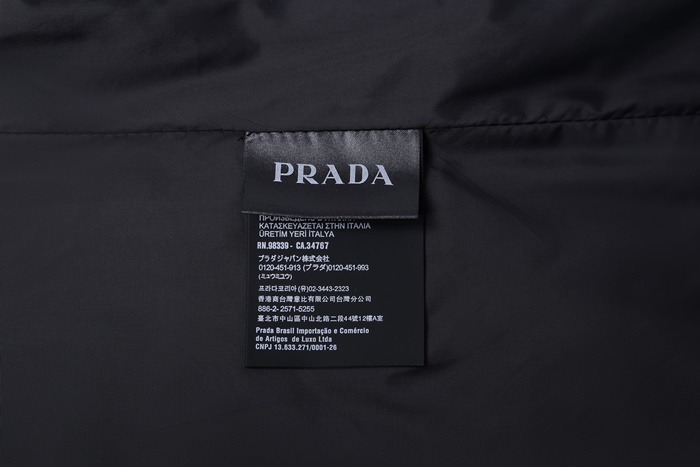 PRADA
ΚΑΤΑΣΚΕΥΑΖΕΤΑΙ ΣΤΗΝ ΙΤΑΛΙΑ
ÜRETİM YERİ İTALYA
RN.98339 - CA.34767
プラダジャパン株式会社
0120-451-913 (プラダ)0120-451-993
(ミュウミュウ)
프라다코리아(유)02-3443-2323
香港商台灣意比有限公司台灣分公司
886-2-2571-5255
臺北市中山區中山北路二段44號12樓A室
Prada Brasil Importação e Comércio
de Artigos de Luxo Ltda
CNPJ 13.633.271/0001-26